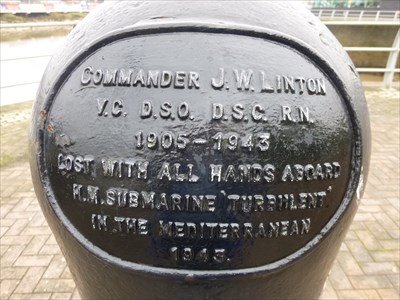 COMMANDER J.W. LINTON
V.C. D.S.O. D.S.C. R.N.
1905-1943
LOST WITH ALL HANDS ABOARD
H.M. SUBMARINE 'TURBULENT'
IN THE MEDITERRANEAN
1943.